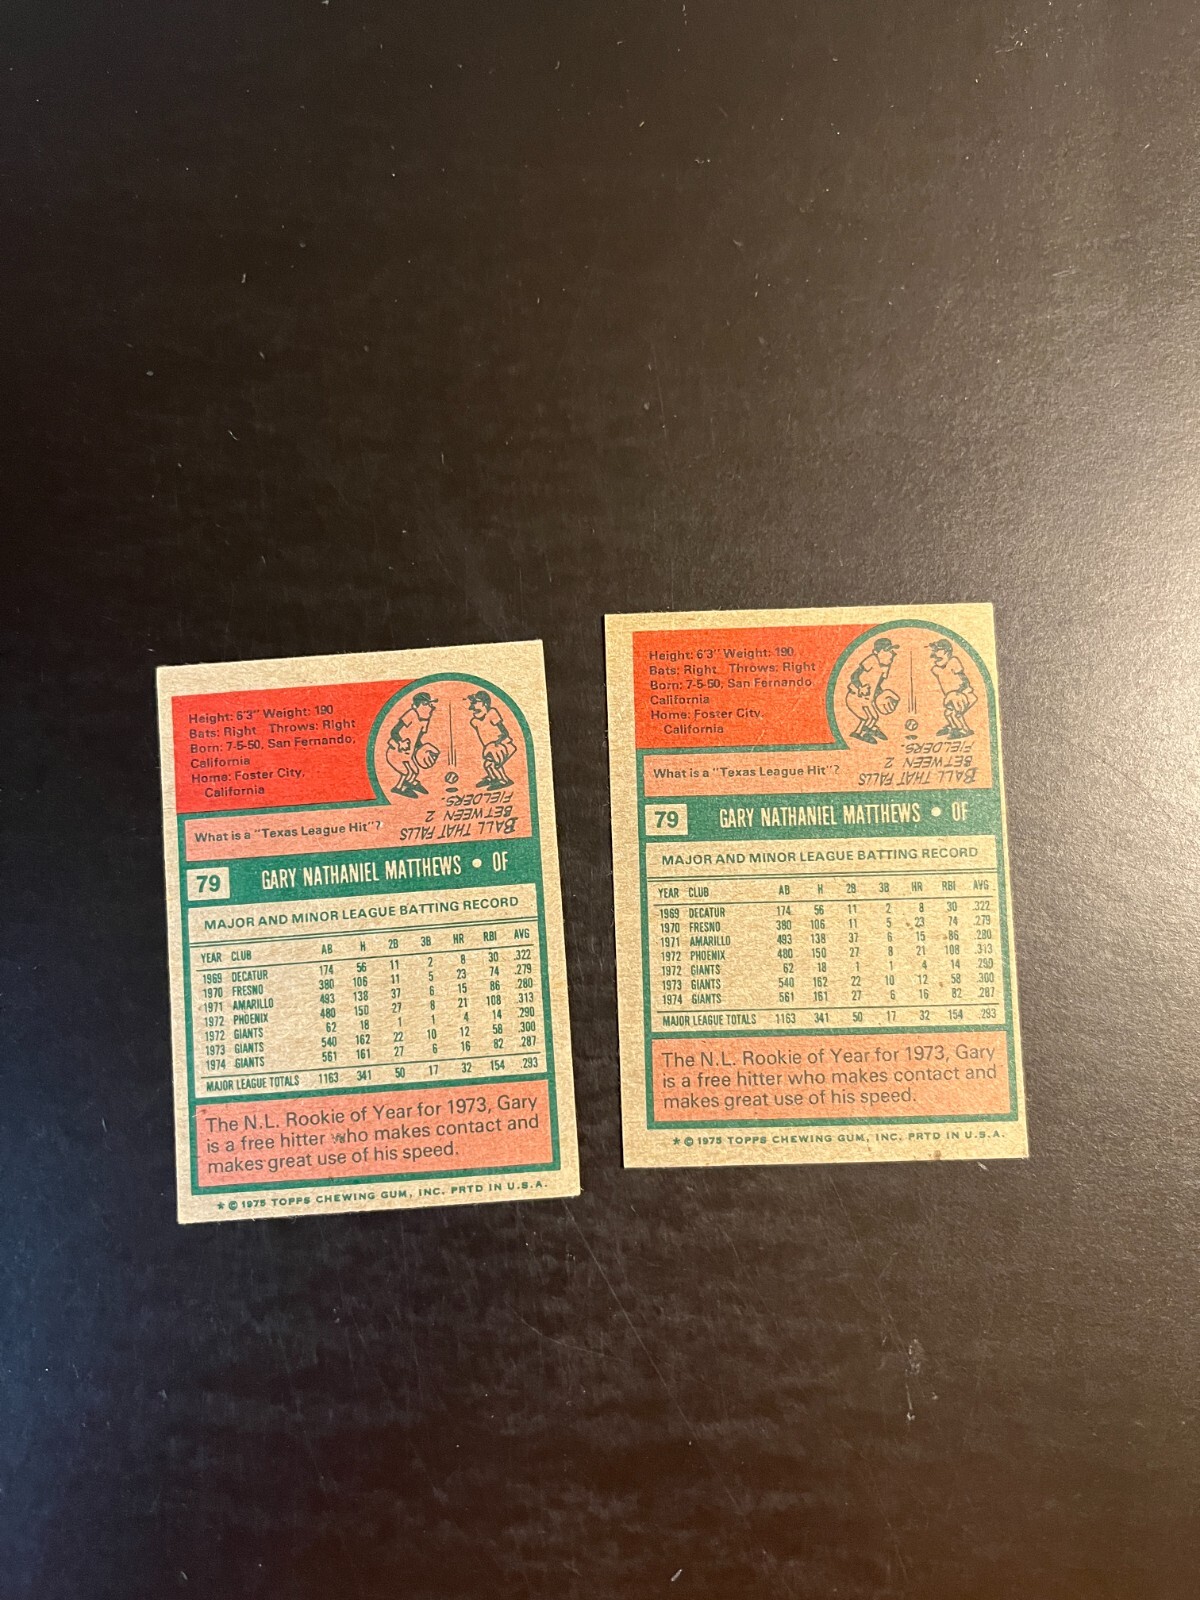 Height: 6'3" Weight: 190
Bats: Right Throws: Right
Born: 7-5-50, San Fernando,
California
Home: Foster City,
California
What is a "Texas League Hit"?
BALL THAT FALLS
BETWEEN 2
FIELDERS.
79 GARY NATHANIEL MATTHEWS • OF
MAJOR AND MINOR LEAGUE BATTING RECORD
YEAR CLUB AB H 2B 3B HR RBI AVG
1969 DECATUR 174 56 11 2 8 30 .322
1970 FRESNO 380 106 11 5 23 74 .279
1971 AMARILLO 493 138 37 6 15 86 .280
1972 PHOENIX 480 150 27 8 21 108 .313
1972 GIANTS 62 18 1 1 4 14 .290
1973 GIANTS 540 162 22 10 12 58 .300
1974 GIANTS 561 161 27 6 16 82 .287
MAJOR LEAGUE TOTALS 1163 341 50 17 32 154 .293
The N.L. Rookie of Year for 1973, Gary
is a free hitter who makes contact and
makes great use of his speed.
★ © 1975 TOPPS CHEWING GUM, INC. PRTD IN U.S.A.
Height: 6'3" Weight: 190
Bats: Right Throws: Right
Born: 7-5-50, San Fernando
California
Home: Foster City,
California
What is a "Texas League Hit"?
BALL THAT FALLS
BETWEEN 2
FIELDERS.
79 GARY NATHANIEL MATTHEWS • OF
MAJOR AND MINOR LEAGUE BATTING RECORD
YEAR CLUB AB H 2B 3B HR RBI AVG
1969 DECATUR 174 56 11 2 8 30 .322
1970 FRESNO 380 106 11 5 23 74 .279
1971 AMARILLO 493 138 37 6 15 86 .280
1972 PHOENIX 480 150 27 8 21 108 .313
1972 GIANTS 62 18 1 1 4 14 .290
1973 GIANTS 540 162 22 10 12 58 .300
1974 GIANTS 561 161 27 6 16 82 .287
MAJOR LEAGUE TOTALS 1163 341 50 17 32 154 .293
The N.L. Rookie of Year for 1973, Gary
is a free hitter who makes contact and
makes great use of his speed.
★ © 1975 TOPPS CHEWING GUM, INC. PRTD IN U.S.A.